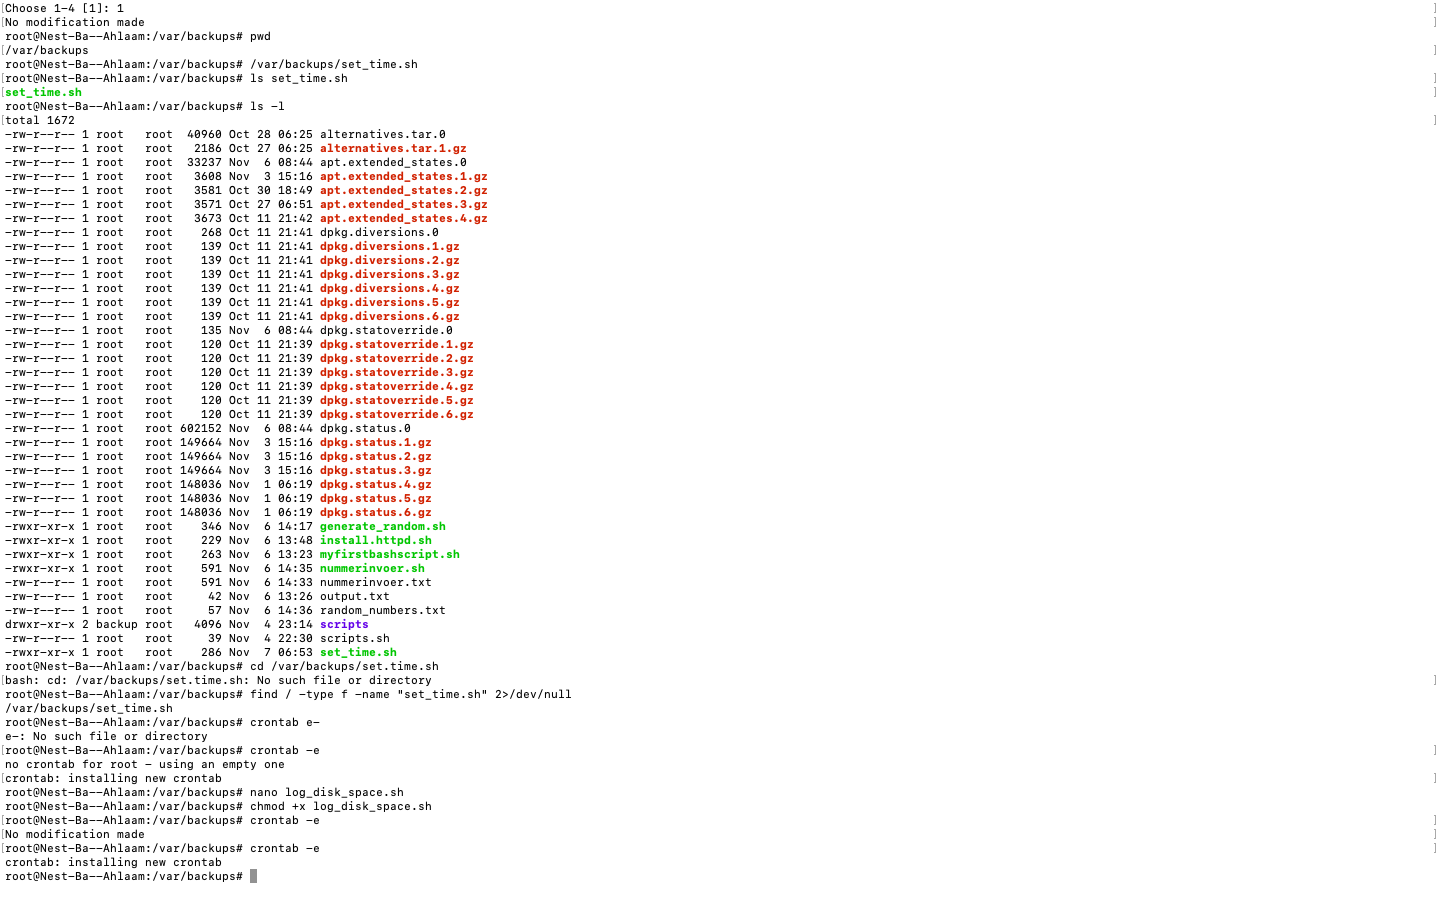 [Choose 1-4 [1]: 1 ]
[No modification made ]
root@Nest-Ba--Ahlaam:/var/backups# pwd
[/var/backups ]
root@Nest-Ba--Ahlaam:/var/backups# /var/backups/set_time.sh
[root@Nest-Ba--Ahlaam:/var/backups# ls set_time.sh ]
[set_time.sh ]
root@Nest-Ba--Ahlaam:/var/backups# ls -l
[total 1672 ]
-rw-r--r-- 1 root   root  40960 Oct 28 06:25 alternatives.tar.0
-rw-r--r-- 1 root   root   2186 Oct 27 06:25 alternatives.tar.1.gz
-rw-r--r-- 1 root   root  33237 Nov  6 08:44 apt.extended_states.0
-rw-r--r-- 1 root   root   3608 Nov  3 15:16 apt.extended_states.1.gz
-rw-r--r-- 1 root   root   3581 Oct 30 18:49 apt.extended_states.2.gz
-rw-r--r-- 1 root   root   3571 Oct 27 06:51 apt.extended_states.3.gz
-rw-r--r-- 1 root   root   3673 Oct 11 21:42 apt.extended_states.4.gz
-rw-r--r-- 1 root   root    268 Oct 11 21:41 dpkg.diversions.0
-rw-r--r-- 1 root   root    139 Oct 11 21:41 dpkg.diversions.1.gz
-rw-r--r-- 1 root   root    139 Oct 11 21:41 dpkg.diversions.2.gz
-rw-r--r-- 1 root   root    139 Oct 11 21:41 dpkg.diversions.3.gz
-rw-r--r-- 1 root   root    139 Oct 11 21:41 dpkg.diversions.4.gz
-rw-r--r-- 1 root   root    139 Oct 11 21:41 dpkg.diversions.5.gz
-rw-r--r-- 1 root   root    139 Oct 11 21:41 dpkg.diversions.6.gz
-rw-r--r-- 1 root   root    135 Nov  6 08:44 dpkg.statoverride.0
-rw-r--r-- 1 root   root    120 Oct 11 21:39 dpkg.statoverride.1.gz
-rw-r--r-- 1 root   root    120 Oct 11 21:39 dpkg.statoverride.2.gz
-rw-r--r-- 1 root   root    120 Oct 11 21:39 dpkg.statoverride.3.gz
-rw-r--r-- 1 root   root    120 Oct 11 21:39 dpkg.statoverride.4.gz
-rw-r--r-- 1 root   root    120 Oct 11 21:39 dpkg.statoverride.5.gz
-rw-r--r-- 1 root   root    120 Oct 11 21:39 dpkg.statoverride.6.gz
-rw-r--r-- 1 root   root 602152 Nov  6 08:44 dpkg.status.0
-rw-r--r-- 1 root   root 149664 Nov  3 15:16 dpkg.status.1.gz
-rw-r--r-- 1 root   root 149664 Nov  3 15:16 dpkg.status.2.gz
-rw-r--r-- 1 root   root 149664 Nov  3 15:16 dpkg.status.3.gz
-rw-r--r-- 1 root   root 148036 Nov  1 06:19 dpkg.status.4.gz
-rw-r--r-- 1 root   root 148036 Nov  1 06:19 dpkg.status.5.gz
-rw-r--r-- 1 root   root 148036 Nov  1 06:19 dpkg.status.6.gz
-rwxr-xr-x 1 root   root    346 Nov  6 14:17 generate_random.sh
-rwxr-xr-x 1 root   root    229 Nov  6 13:48 install.httpd.sh
-rwxr-xr-x 1 root   root    263 Nov  6 13:23 myfirstbashscript.sh
-rwxr-xr-x 1 root   root    591 Nov  6 14:35 nummerinvoer.sh
-rw-r--r-- 1 root   root    591 Nov  6 14:33 nummerinvoer.txt
-rw-r--r-- 1 root   root     42 Nov  6 13:26 output.txt
-rw-r--r-- 1 root   root     57 Nov  6 14:36 random_numbers.txt
drwxr-xr-x 2 backup root   4096 Nov  4 23:14 scripts
-rw-r--r-- 1 root   root     39 Nov  4 22:30 scripts.sh
-rwxr-xr-x 1 root   root    286 Nov  7 06:53 set_time.sh
root@Nest-Ba--Ahlaam:/var/backups# cd /var/backups/set.time.sh
[bash: cd: /var/backups/set.time.sh: No such file or directory ]
root@Nest-Ba--Ahlaam:/var/backups# find / -type f -name "set_time.sh" 2>/dev/null
/var/backups/set_time.sh
root@Nest-Ba--Ahlaam:/var/backups# crontab e-
e-: No such file or directory
[root@Nest-Ba--Ahlaam:/var/backups# crontab -e ]
no crontab for root - using an empty one
[crontab: installing new crontab ]
root@Nest-Ba--Ahlaam:/var/backups# nano log_disk_space.sh
root@Nest-Ba--Ahlaam:/var/backups# chmod +x log_disk_space.sh
[root@Nest-Ba--Ahlaam:/var/backups# crontab -e ]
[No modification made ]
[root@Nest-Ba--Ahlaam:/var/backups# crontab -e ]
crontab: installing new crontab
root@Nest-Ba--Ahlaam:/var/backups#